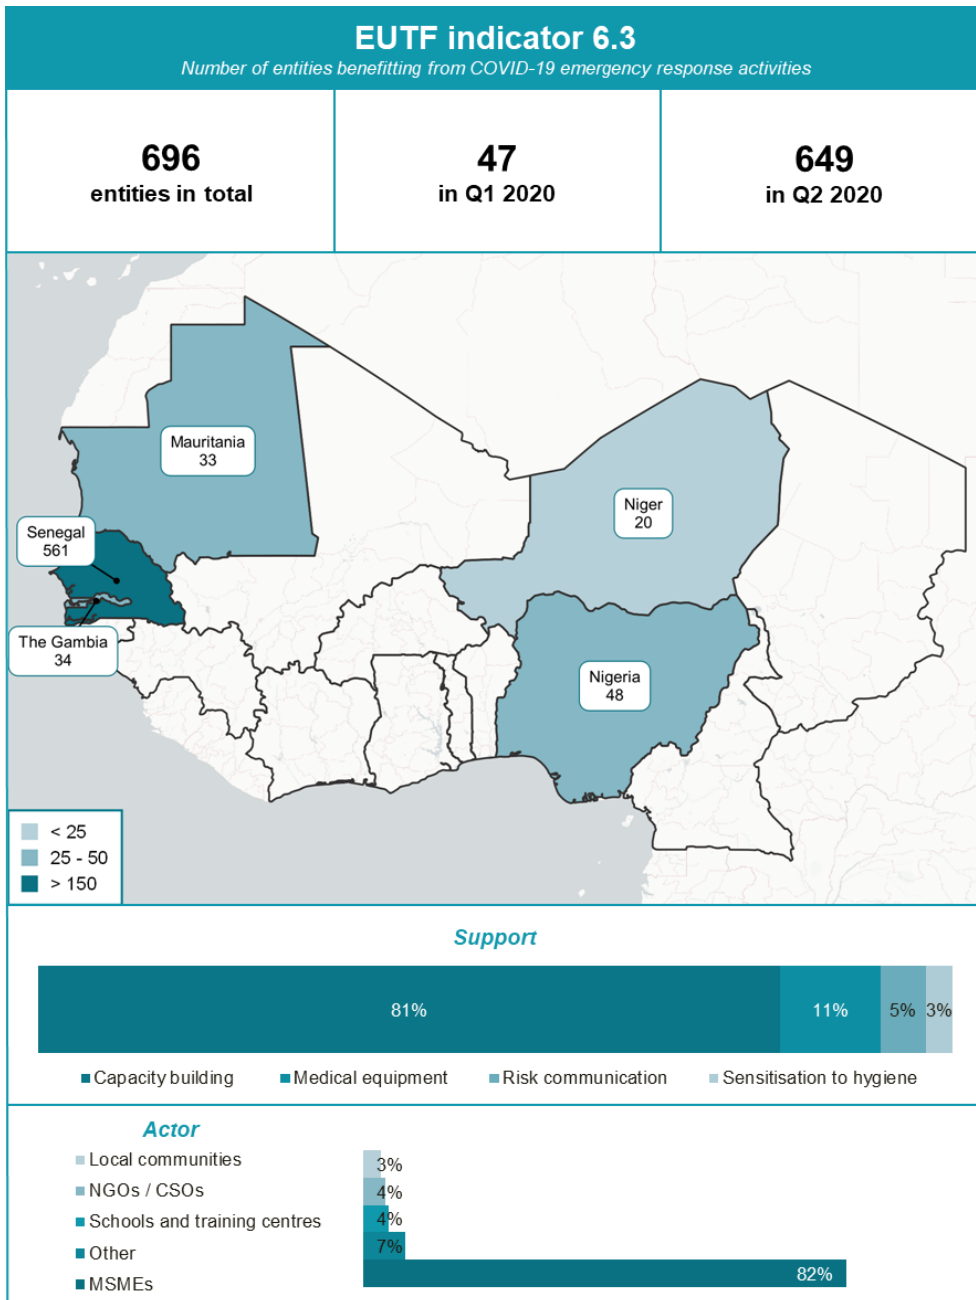 EUTF indicator 6.3
Number of entities benefitting from COVID-19 emergency response activities
696
entities in total
47
in Q1 2020
649
in Q2 2020
Mauritania
33
Niger
20
Senegal
561
The Gambia
34
Nigeria
48
< 25
25 - 50
> 150
Support
81%
11%
5%
3%
Capacity building
Medical equipment
Risk communication
Sensitisation to hygiene
Actor
Local communities
3%
NGOs / CSOs
4%
Schools and training centres
4%
Other
7%
MSMEs
82%